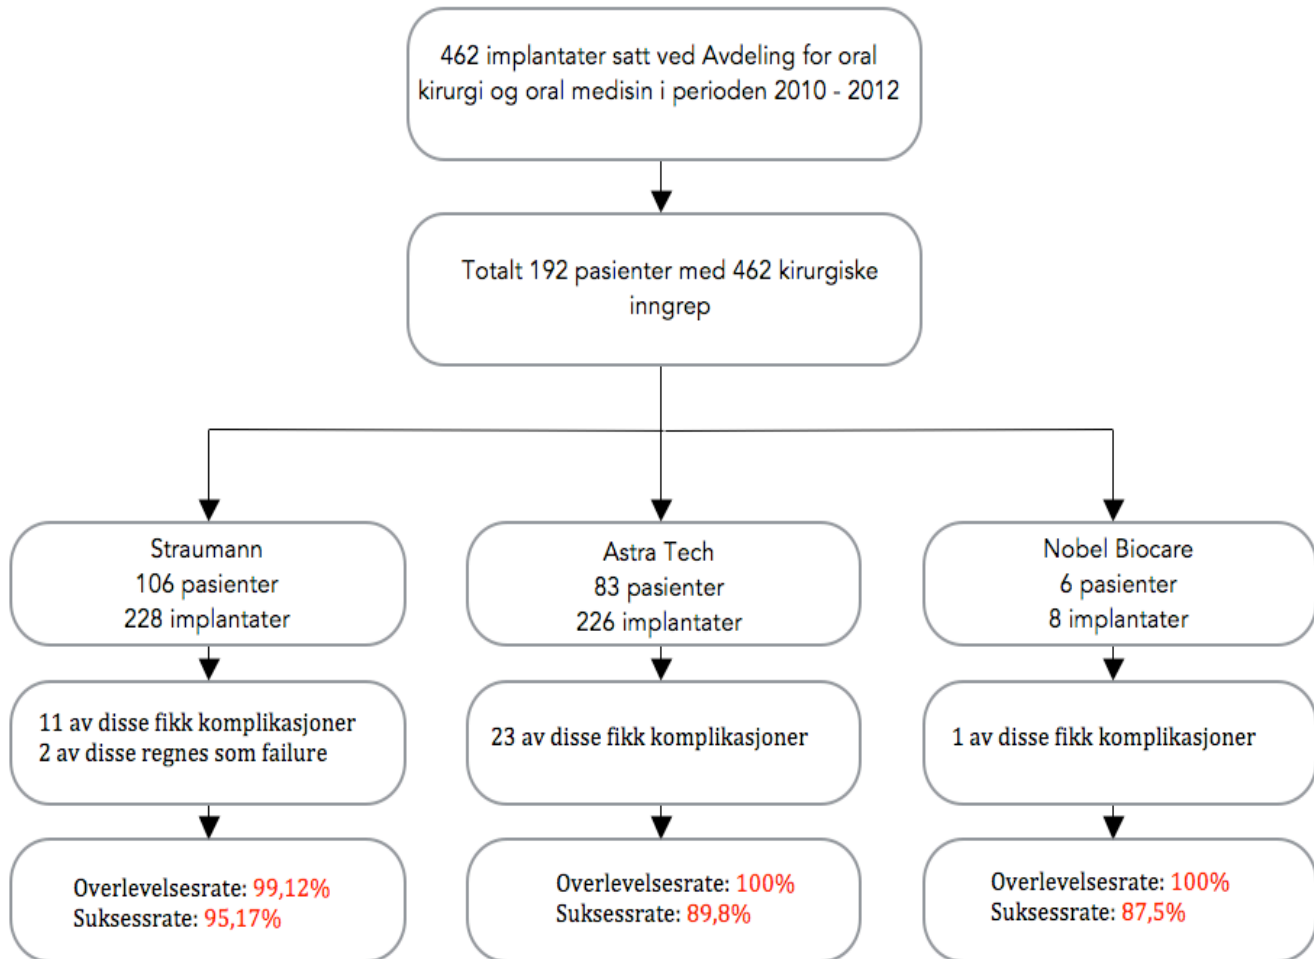 462 implantater satt ved Avdeling for oral
kirurgi og oral medisin i perioden 2010 - 2012
Totalt 192 pasienter med 462 kirurgiske
inngrep
Straumann
106 pasienter
228 implantater
Astra Tech
83 pasienter
226 implantater
Nobel Biocare
6 pasienter
8 implantater
11 av disse fikk komplikasjoner
2 av disse regnes som failure
23 av disse fikk komplikasjoner
1 av disse fikk komplikasjoner
Overlevelsesrate: 99,12%
Suksessrate: 95,17%
Overlevelsesrate: 100%
Suksessrate: 89,8%
Overlevelsesrate: 100%
Suksessrate: 87,5%